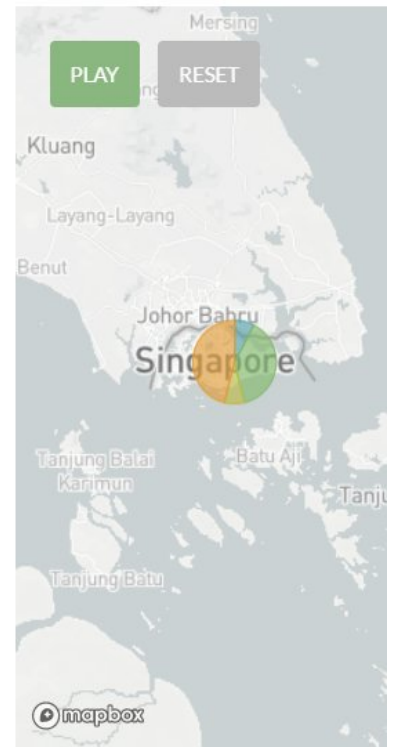 Mersing
PLAY
RESET
ng
Kluang
Layang-Layang
Benut
Johor Bahru
Singapore
Tanjung Balai
Karimun
Batu Aji
Tanju
Tanjung Batu
mapbox